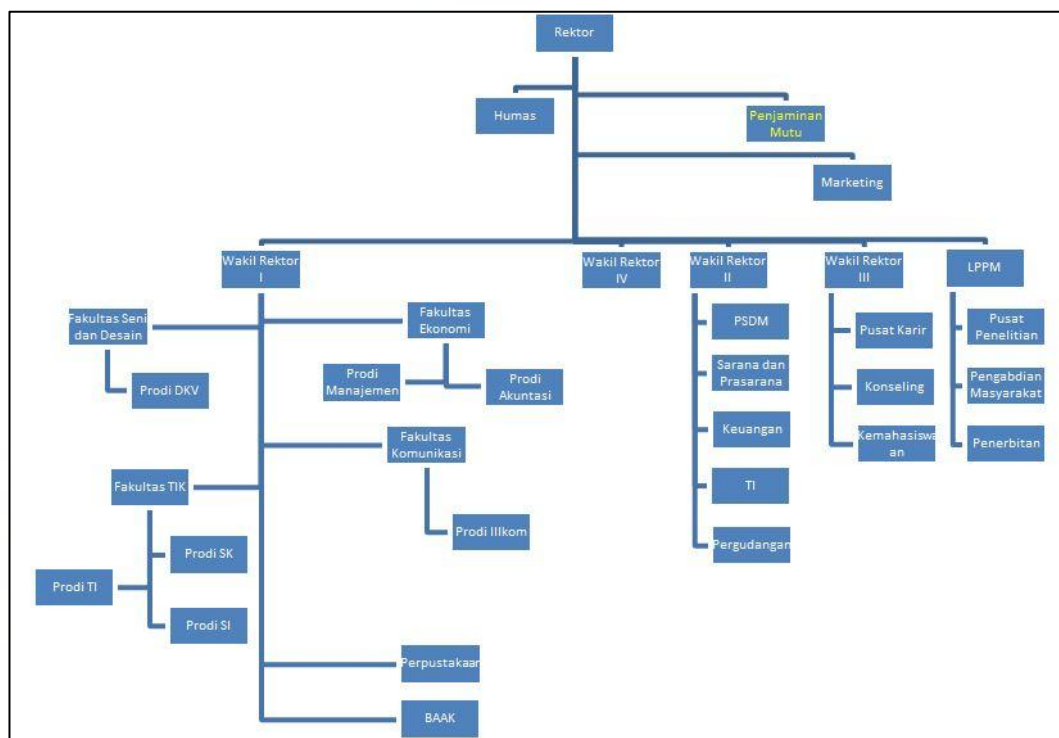 Rektor
Humas
Penjaminan
Mutu
Marketing
Wakil Rektor
I
Wakil Rektor
IV
Wakil Rektor
II
Wakil Rektor
III
LPPM
Fakultas Seni
dan Desain
Prodi DKV
Fakultas
Ekonomi
Prodi
Manajemen
Prodi
Akuntasi
Fakultas
Komunikasi
Prodi IIIkom
Fakultas TIK
Prodi SK
Prodi TI
Prodi SI
Perpustakaar
BAAK
PSDM
Sarana dan
Prasarana
Keuangan
TI
Pergudangan
Pusat Karir
Konseling
Kemahasiswa
an
Pusat
Penelitian
Pengabdian
Masyarakat
Penerbitan